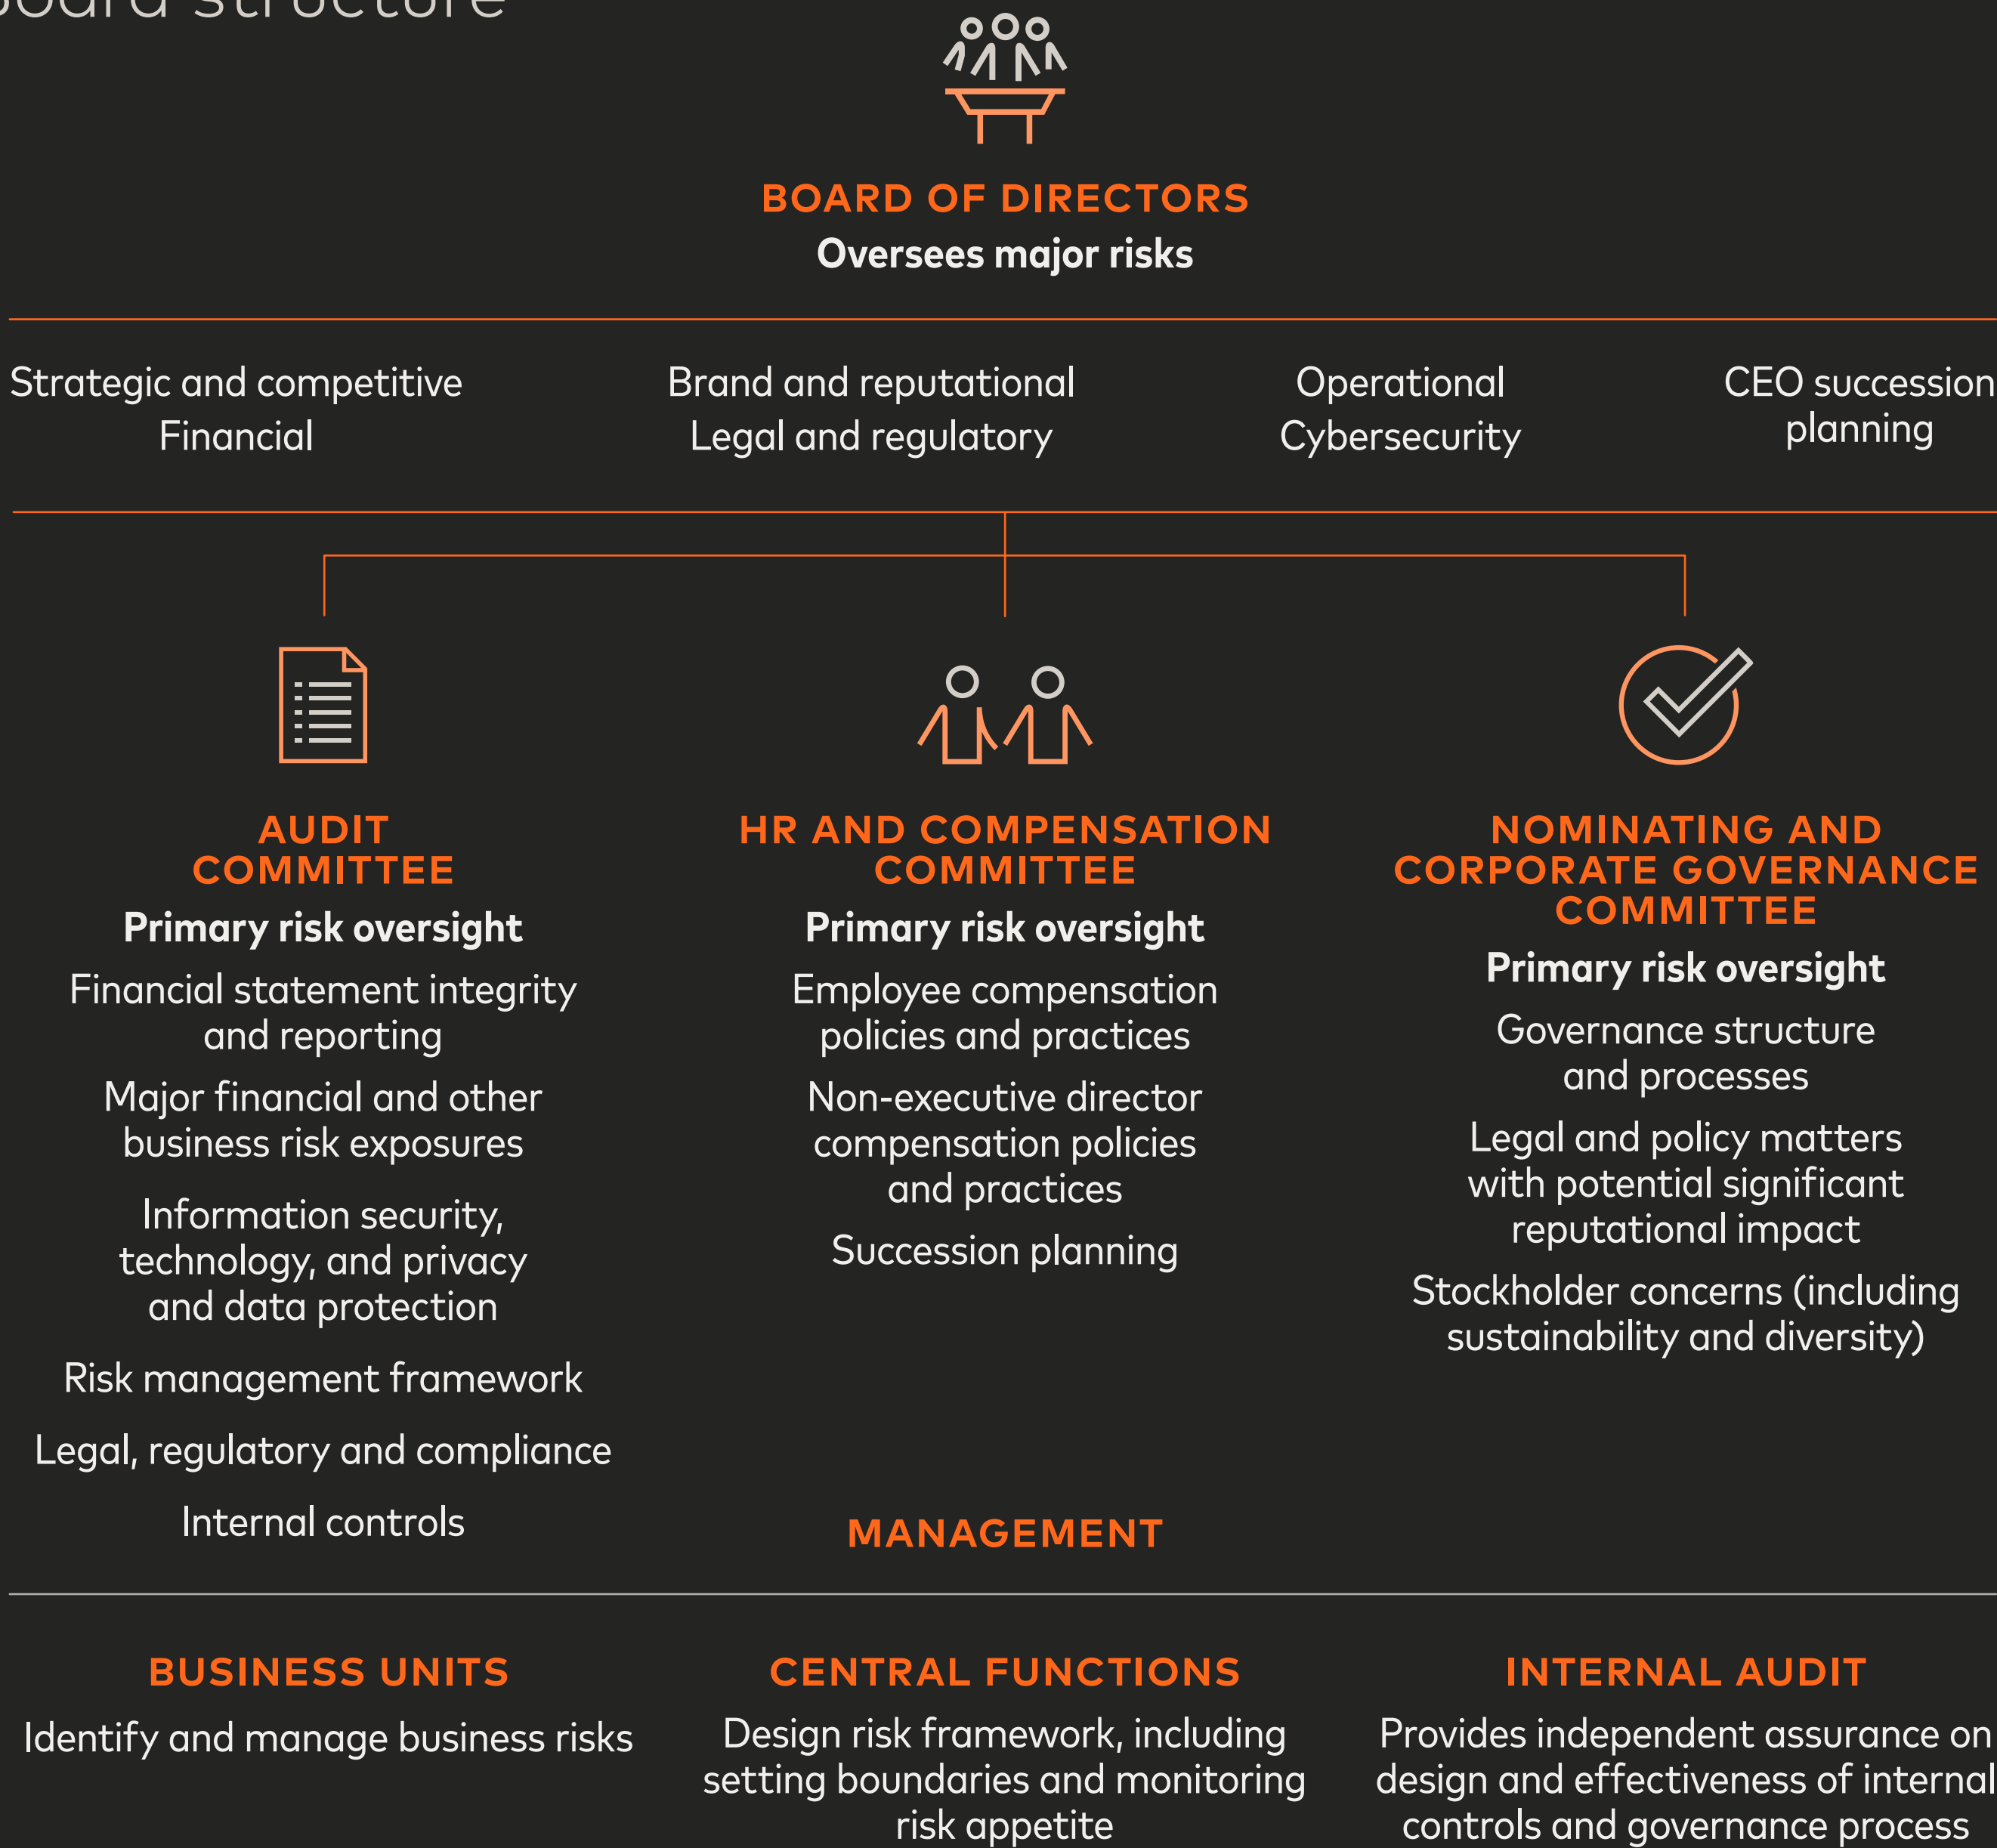 Board structure
BOARD OF DIRECTORS
Oversees major risks
Strategic and competitive
Financial
Brand and reputational
Legal and regulatory
Operational
Cybersecurity
CEO succession
planning
AUDIT
COMMITTEE
Primary risk oversight
Financial statement integrity
and reporting
Major financial and other
business risk exposures
Information security,
technology, and privacy
and data protection
Risk management framework
Legal, regulatory and compliance
Internal controls
HR AND COMPENSATION
COMMITTEE
Primary risk oversight
Employee compensation
policies and practices
Non-executive director
compensation policies
and practices
Succession planning
NOMINATING AND
CORPORATE GOVERNANCE
COMMITTEE
Primary risk oversight
Governance structure
and processes
Legal and policy matters
with potential significant
reputational impact
Stockholder concerns (including
sustainability and diversity)
MANAGEMENT
BUSINESS UNITS
Identify and manage business risks
CENTRAL FUNCTIONS
Design risk framework, including
setting boundaries and monitoring
risk appetite
INTERNAL AUDIT
Provides independent assurance on
design and effectiveness of internal
controls and governance process